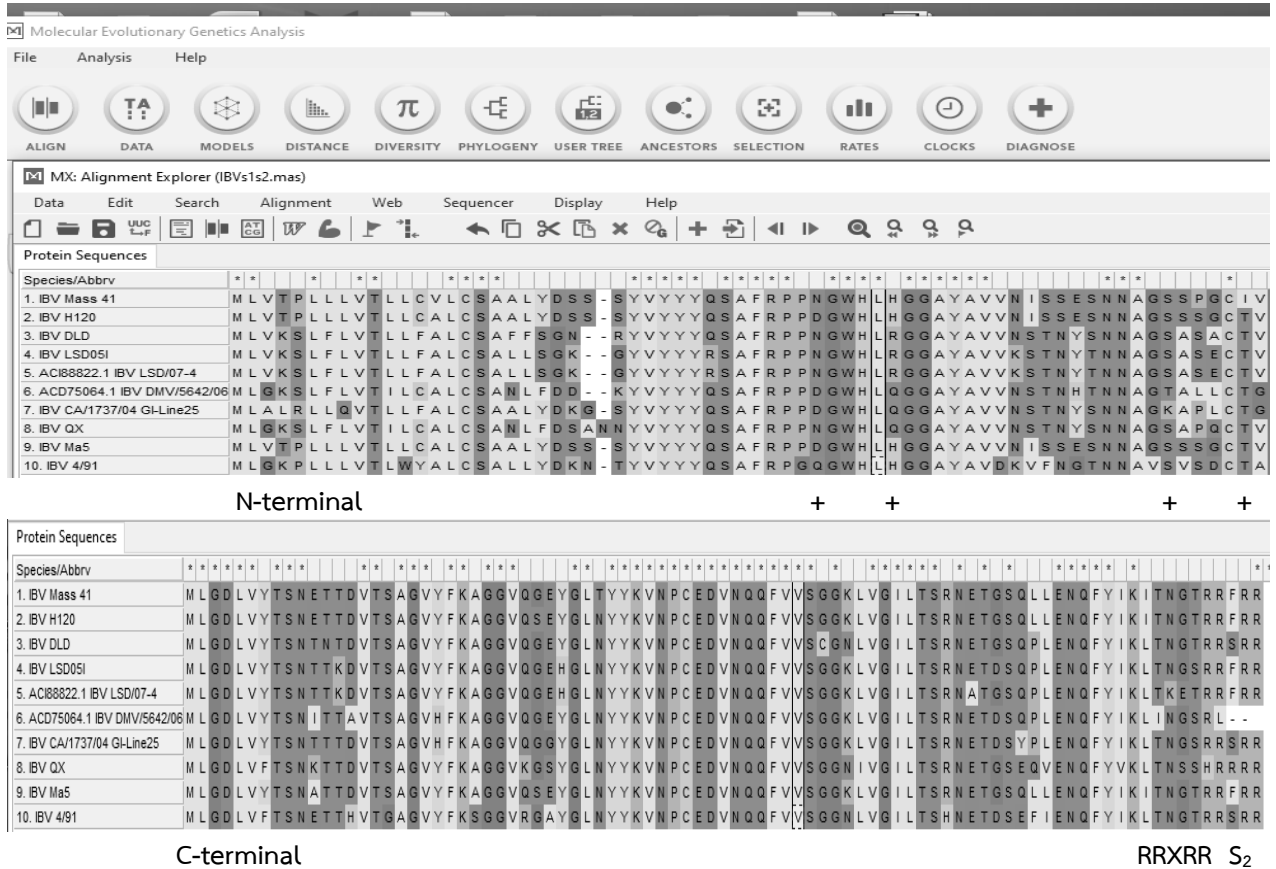 Molecular Evolutionary Genetics Analysis
File Analysis Help
TA
π
1,2
ALIGN DATA MODELS DISTANCE DIVERSITY PHYLOGENY USER TREE ANCESTORS SELECTION RATES CLOCKS DIAGNOSE
MX: Alignment Explorer (IBVs1s2.mas)
Data Edit Search Alignment Web Sequencer Display Help
Protein Sequences
Species/Abbrv
1. IBV Mass 41 M L V T P L L L V T L L C V L C S A A L Y D S S - S Y V Y Y Y Q S A F R P P N G W H L H G G A Y A V V N I S S E S N N A G S S P G C I V
2. IBV H120 M L V T P L L L V T L L C A L C S A A L Y D S S - S Y V Y Y Y Q S A F R P P D G W H L H G G A Y A V V N I S S E S N N A G S S S G C T V
3. IBV DLD M L V K S L F L V T L L F A L C S A A F F S G N - - R Y V Y Y Y Q S A F R P P D G W H L R G G A Y A V V N S T N Y S N N A G S A S A C T V
4. IBV LSD05I M L V K S L F L V T L L F A L C S A L L S G K - - G Y V Y Y Y R S A F R P P N G W H L R G G A Y A V V K S T N Y T N N A G S A S E C T V
5. ACI88822.1 IBV LSD/07-4 M L V K S L F L V T L L F A L C S A L L S G K - - G Y V Y Y Y R S A F R P P N G W H L R G G A Y A V V K S T N Y T N N A G S A S E C T V
6. ACD75064.1 IBV DMV/5642/06 M L G K S L F L V T I L C A L C S A N L F D D - - K Y V Y Y Y Q S A F R P P N G W H L Q G G A Y A V V N S T N H T N N A G T A L L C T G
7. IBV CA/1737/04 GI-Line25 M L A L R L L Q V T L L F A L C S A A L Y D K G - S Y V Y Y Y Q S A F R P P D G W H L H G G A Y A V V N S T N Y S N N A G K A P L C T G
8. IBV QX M L G K S L F L V T I L C A L C S A N L F D S A N N Y V Y Y Y Q S A F R P P N G W H L Q G G A Y A V V N S T N Y S N N A G S A P Q C T V
9. IBV Ma5 M L V T P L L L V T L L C A L C S A A L Y D S S - S Y V Y Y Y Q S A F R P P D G W H L H G G A Y A V V N I S S E S N N A G S S S G C T V
10. IBV 4/91 M L G K P L L L V T L W Y A L C S A L L Y D K N - T Y V Y Y Y Q S A F R P G Q G W H L H G G A Y A V D K V F N G T N N A V S V S D C T A
N-terminal + + + +
Protein Sequences
Species/Abbrv
1. IBV Mass 41 M L G D L V Y T S N E T T D V T S A G V Y F K A G G V Q G E Y G L T Y Y K V N P C E D V N Q Q F V V S G G K L V G I L T S R N E T G S Q L L E N Q F Y I K I T N G T R R F R R
2. IBV H120 M L G D L V Y T S N E T T D V T S A G V Y F K A G G V Q S E Y G L N Y Y K V N P C E D V N Q Q F V V S G G K L V G I L T S R N E T G S Q L L E N Q F Y I K I T N G T R R F R R
3. IBV DLD M L G D L V Y T S N T N T D V T S A G V Y F K A G G V Q G E Y G L N Y Y K V N P C E D V N Q Q F V V S C G N L V G I L T S R N E T G S Q P L E N Q F Y I K L T N G T R R S R R
4. IBV LSD05I M L G D L V Y T S N T T K D V T S A G V Y F K A G G V Q G E H G L N Y Y K V N P C E D V N Q Q F V V S G G N L V G I L T S R N E T D S Q P L E N Q F Y I K L T N G S R R F R R
5. ACI88822.1 IBV LSD/07-4 M L G D L V Y T S N T T K D V T S A G V Y F K A G G V Q G E H G L N Y Y K V N P C E D V N Q Q F V V S G G K L V G I L T S R N A T G S Q P L E N Q F Y I K L T K E T R R F R R
6. ACD75064.1 IBV DMV/5642/06 M L G D L V Y T S N I T T A V T S A G V H F K A G G V Q G E Y G L N Y Y K V N P C E D V N Q Q F V V S G G K L V G I L T S R N E T D S Q P L E N Q F Y I K L I N G S R L - -
7. IBV CA/1737/04 GI-Line25 M L G D L V Y T S N T T T D V T S A G V H F K A G G V Q G G Y G L N Y Y K V N P C E D V N Q Q F V V S G G K L V G I L T S R N E T D S Y P L E N Q F Y I K L T N G S R R S R R
8. IBV QX M L G D L V F T S N K T T D V T S A G V Y F K A G G V K G S Y G L N Y Y K V N P C E D V N Q Q F V V S G G N I V G I L T S R N E T G S E Q V E N Q F Y V K L T N S S H R R R R
9. IBV Ma5 M L G D L V Y T S N A T T D V T S A G V Y F K A G G V Q S E Y G L N Y Y K V N P C E D V N Q Q F V V S G G K L V G I L T S R N E T G S Q L L E N Q F Y I K L T N G T R R F R R
10. IBV 4/91 M L G D L V F T S N E T T H V T G A G V Y F K S G G V R G A Y G L N Y Y K V N P C E D V N Q Q F V V S G G N L V G I L T S H N E T D S E F I E N Q F Y I K L T N G T R R S R R
C-terminal RRXRR S2